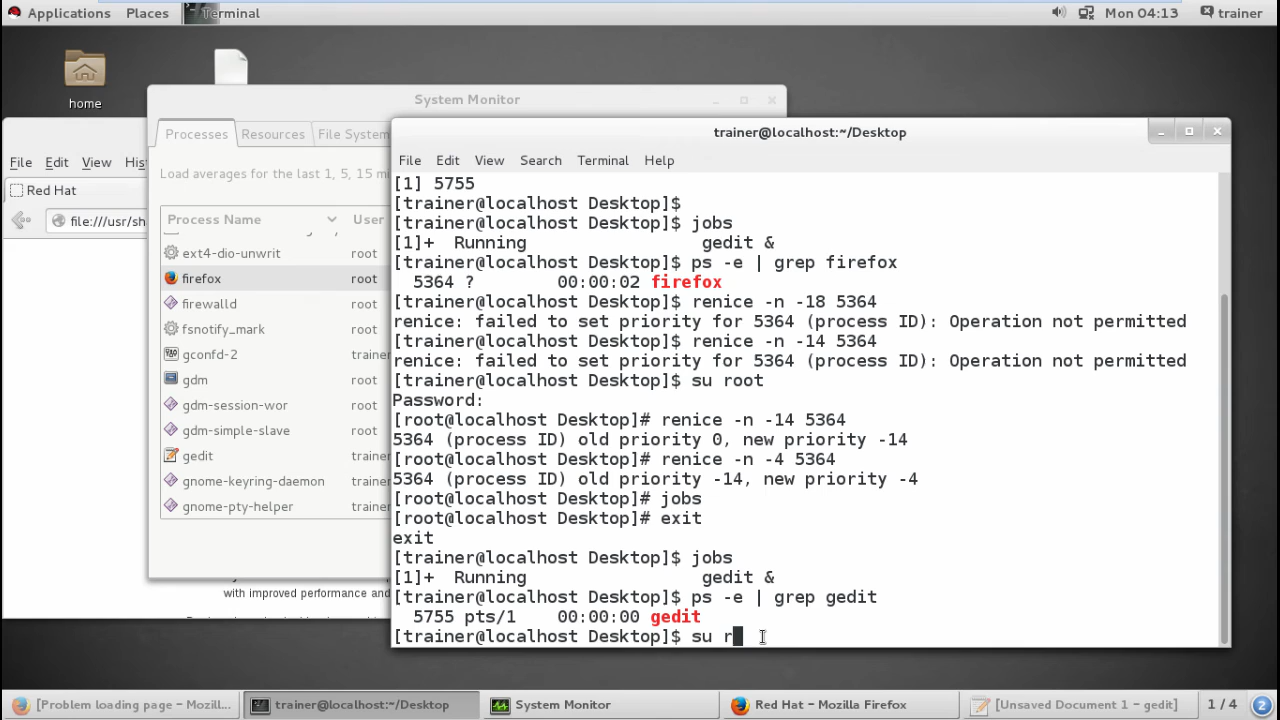 Applications Places Terminal Mon 04:13 trainer
home
System Monitor
Processes Resources File System
Load averages for the last 1, 5, 15 min
Process Name User
ext4-dio-unwrit root
firefox root
firewalld root
fsnotify_mark root
gconfd-2 trainer
gdm root
gdm-session-wor root
gdm-simple-slave root
gedit trainer
gnome-keyring-daemon traine
gnome-pty-helper traine
File Edit View His
Red Hat
file:///usr/sh
with improved performance and
trainer@localhost:~/Desktop
File Edit View Search Terminal Help
[1] 5755
[trainer@localhost Desktop]$
[trainer@localhost Desktop]$ jobs
[1]+ Running gedit &
[trainer@localhost Desktop]$ ps -e | grep firefox
5364 ? 00:00:02 firefox
[trainer@localhost Desktop]$ renice -n -18 5364
renice: failed to set priority for 5364 (process ID): Operation not permitted
[trainer@localhost Desktop]$ renice -n -14 5364
renice: failed to set priority for 5364 (process ID): Operation not permitted
[trainer@localhost Desktop]$ su root
Password:
[root@localhost Desktop]# renice -n -14 5364
5364 (process ID) old priority 0, new priority -14
[root@localhost Desktop]# renice -n -4 5364
5364 (process ID) old priority -14, new priority -4
[root@localhost Desktop]# jobs
[root@localhost Desktop]# exit
exit
[trainer@localhost Desktop]$ jobs
[1]+ Running gedit &
[trainer@localhost Desktop]$ ps -e | grep gedit
5755 pts/1 00:00:00 gedit
[trainer@localhost Desktop]$ su r
[Problem loading page - Mozill... trainer@localhost:~/Desktop System Monitor Red Hat - Mozilla Firefox [Unsaved Document 1 - gedit] 1 / 4 2